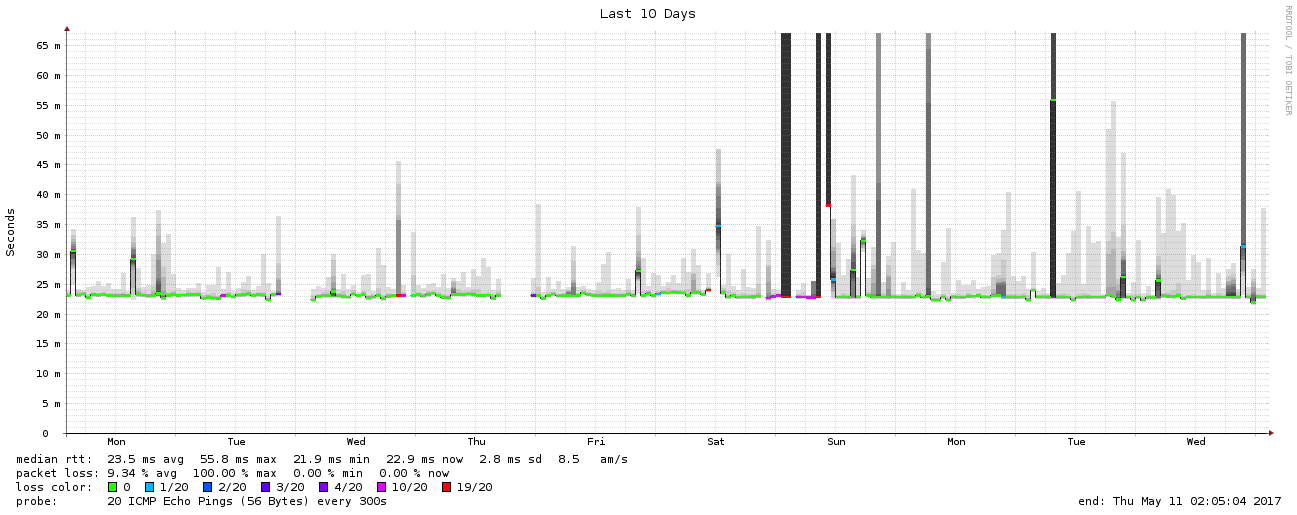 Last 10 Days
RRDTOOL / TOBI OETIKER
Seconds
65 m
60 m
55 m
50 m
45 m
40 m
35 m
30 m
25 m
20 m
15 m
10 m
5 m
0
Mon Tue Wed Thu Fri Sat Sun Mon Tue Wed
median rtt: 23.5 ms avg 55.8 ms max 21.9 ms min 22.9 ms now 2.8 ms sd 8.5 am/s
packet loss: 9.34 % avg 100.00 % max 0.00 % min 0.00 % now
loss color: 0 1/20 2/20 3/20 4/20 10/20 19/20
probe: 20 ICMP Echo Pings (56 Bytes) every 300s end: Thu May 11 02:05:04 2017